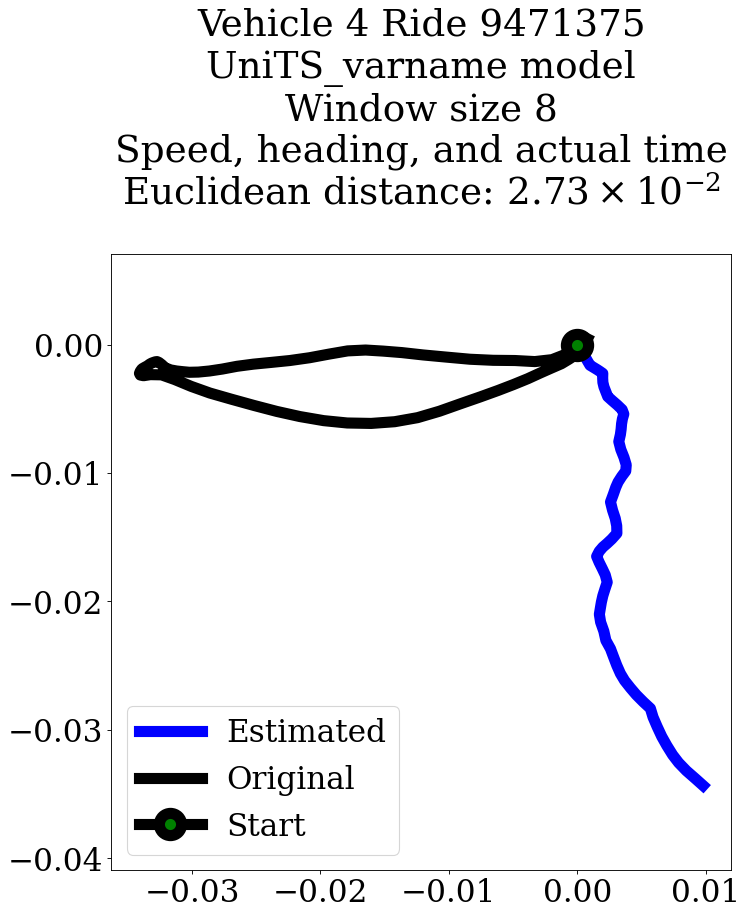 Vehicle 4 Ride 9471375
UniTS_varname model
Window size 8
Speed, heading, and actual time
Euclidean distance: 2.73 × 10⁻²
0.00
−0.01
−0.02
−0.03
−0.04
Estimated
Original
Start
−0.03 −0.02 −0.01 0.00 0.01